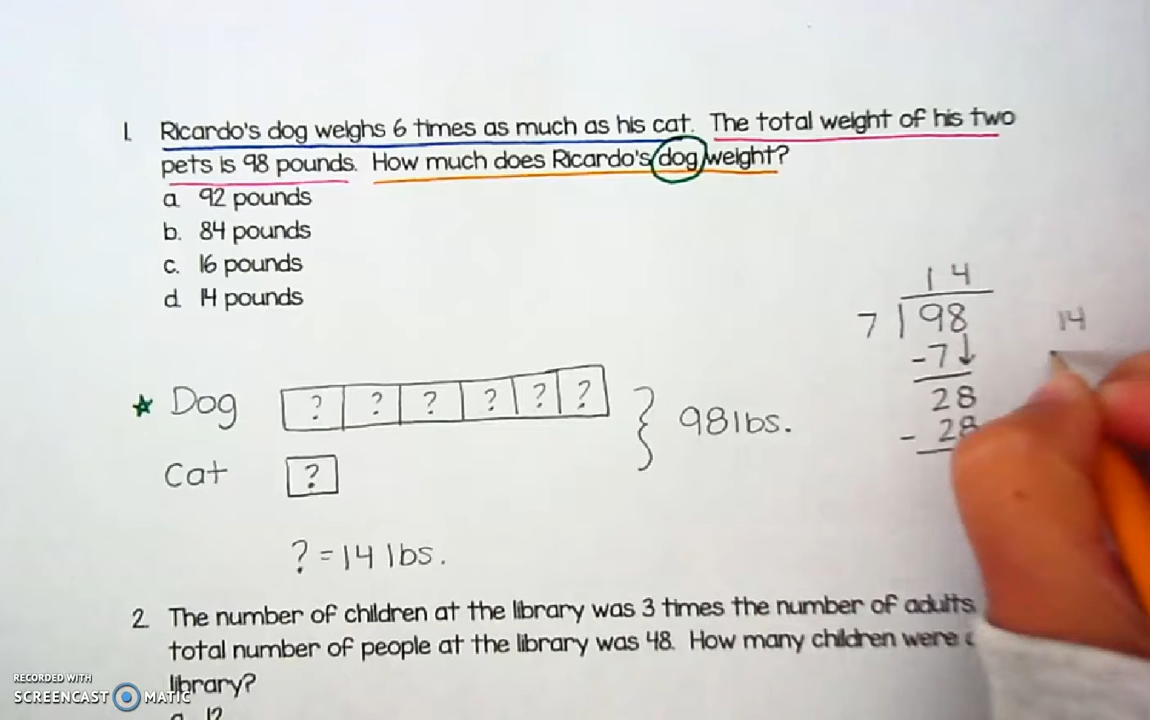 1. Ricardo's dog weighs 6 times as much as his cat. The total weight of his two
pets is 98 pounds. How much does Ricardo's dog weight?
a. 92 pounds
b. 84 pounds
c. 16 pounds
d. 14 pounds
14
7 98
14
-7↓
28
- 28
★ Dog ? ? ? ? ? ? } 98 lbs.
Cat ?
? = 14 lbs.
2. The number of children at the library was 3 times the number of adults
total number of people at the library was 48. How many children were
library?
a. 12
RECORDED WITH
SCREENCAST MATIC